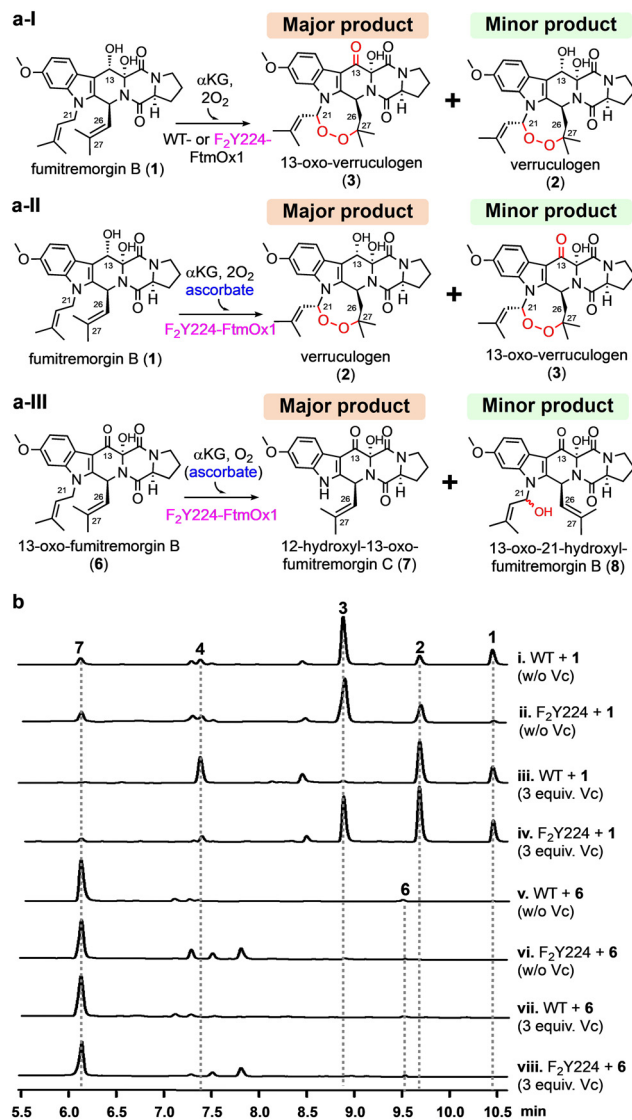 a-I
Major product
Minor product
OH
O
OH
13
N
O
H
21
26
27
fumitremorgin B (1)
αKG,
2O₂
WT- or F₂Y224-
FtmOx1
13-oxo-verruculogen
(3)
+
verruculogen
(2)
a-II
Major product
Minor product
fumitremorgin B (1)
αKG, 2O₂
ascorbate
F₂Y224-FtmOx1
verruculogen
(2)
+
13-oxo-verruculogen
(3)
a-III
Major product
Minor product
13-oxo-fumitremorgin B
(6)
αKG, O₂
(ascorbate)
F₂Y224-FtmOx1
12-hydroxyl-13-oxo-
fumitremorgin C (7)
+
13-oxo-21-hydroxyl-
fumitremorgin B (8)
b
7 4 3 2 1
i. WT + 1
(w/o Vc)
ii. F₂Y224 + 1
(w/o Vc)
iii. WT + 1
(3 equiv. Vc)
iv. F₂Y224 + 1
(3 equiv. Vc)
6
v. WT + 6
(w/o Vc)
vi. F₂Y224 + 6
(w/o Vc)
vii. WT + 6
(3 equiv. Vc)
viii. F₂Y224 + 6
(3 equiv. Vc)
5.5 6.0 6.5 7.0 7.5 8.0 8.5 9.0 9.5 10.0 10.5 min